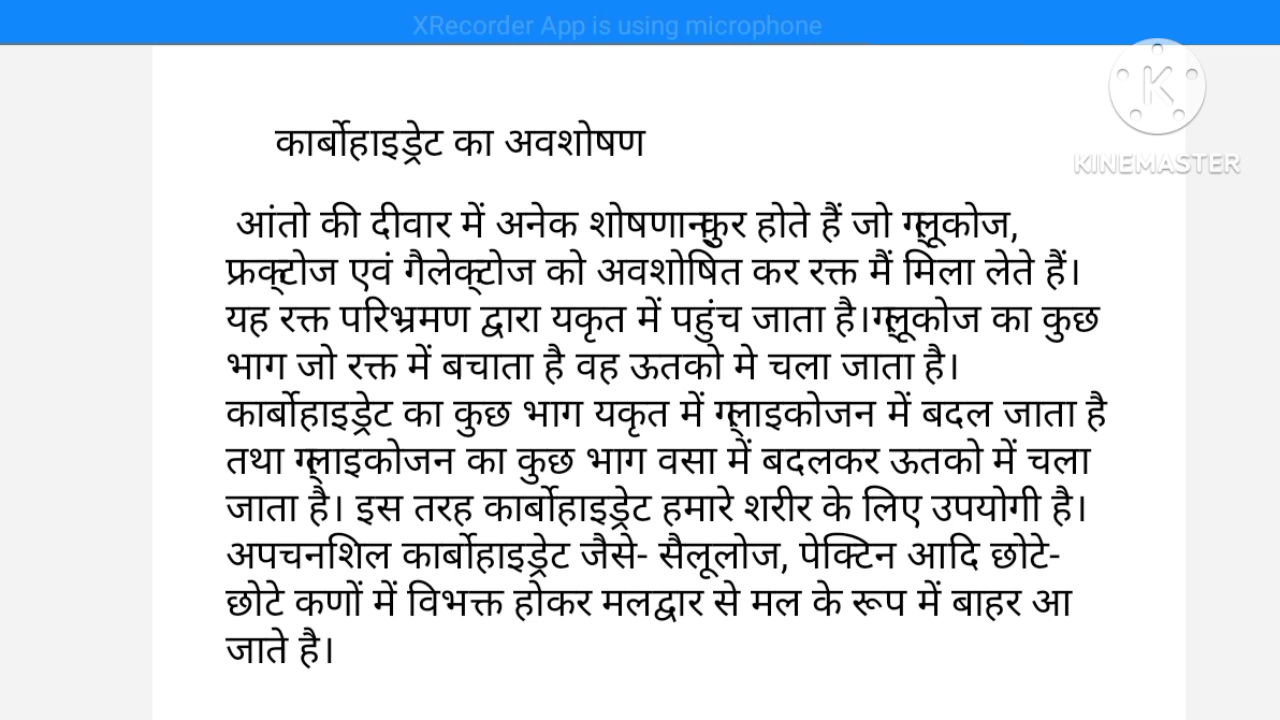 XRecorder App is using microphone
KINEMASTER
कार्बोहाइड्रेट का अवशोषण
आंतो की दीवार में अनेक शोषणान्कुर होते हैं जो ग्लूकोज,
फ्रक्टोज एवं गैलेक्टोज को अवशोषित कर रक्त मैं मिला लेते हैं।
यह रक्त परिभ्रमण द्वारा यकृत में पहुंच जाता है।ग्लूकोज का कुछ
भाग जो रक्त में बचाता है वह ऊतको मे चला जाता है।
कार्बोहाइड्रेट का कुछ भाग यकृत में ग्लाइकोजन में बदल जाता है
तथा ग्लाइकोजन का कुछ भाग वसा में बदलकर ऊतको में चला
जाता है। इस तरह कार्बोहाइड्रेट हमारे शरीर के लिए उपयोगी है।
अपचनशिल कार्बोहाइड्रेट जैसे- सैलूलोज, पेक्टिन आदि छोटे-
छोटे कणों में विभक्त होकर मलद्वार से मल के रूप में बाहर आ
जाते है।